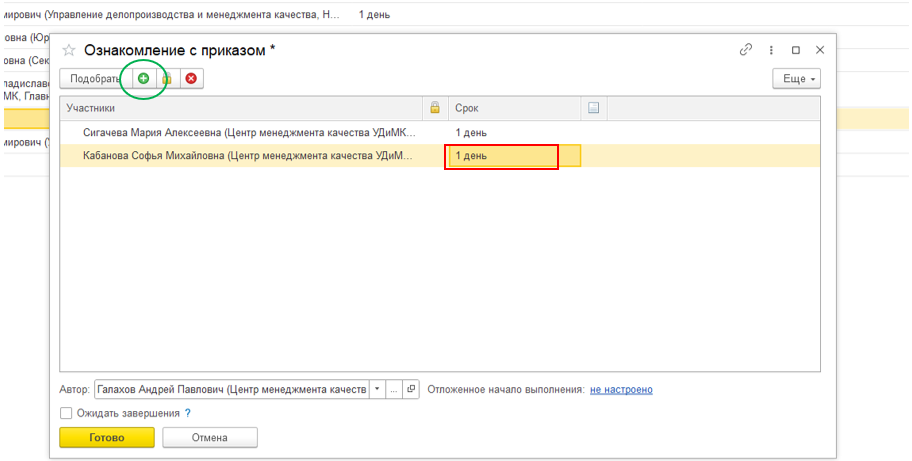 мирович (Управление делопроизводства и менеджмента качества, Н... 1 день
овна (Юр
Ознакомление с приказом *
овна (Сек
Подобрать
Еще
ладиславо
МК, Главн
Участники Срок
Сигачева Мария Алексеевна (Центр менеджмента качества УДиМК... 1 день
мирович (У
Кабанова Софья Михайловна (Центр менеджмента качества УДиМ... 1 день
Автор: Галахов Андрей Павлович (Центр менеджмента качеств ... Отложенное начало выполнения: не настроено
Ожидать завершения ?
Готово Отмена